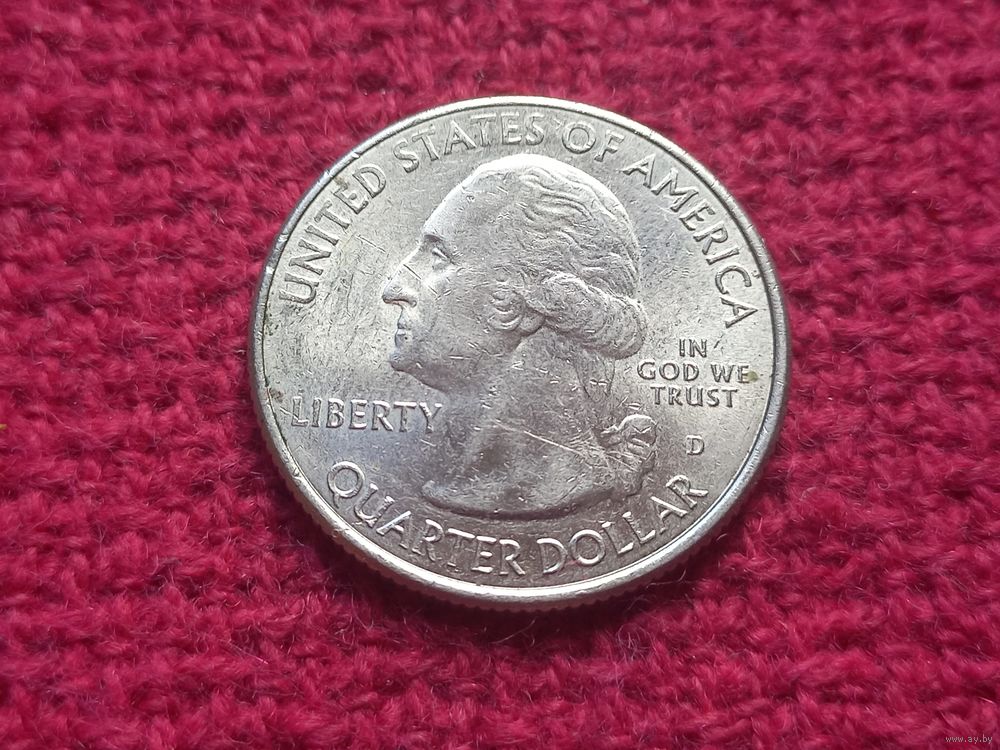 UNITED STATES OF AMERICA
IN
GOD WE
TRUST
LIBERTY
D
QUARTER DOLLAR
www.ay.by